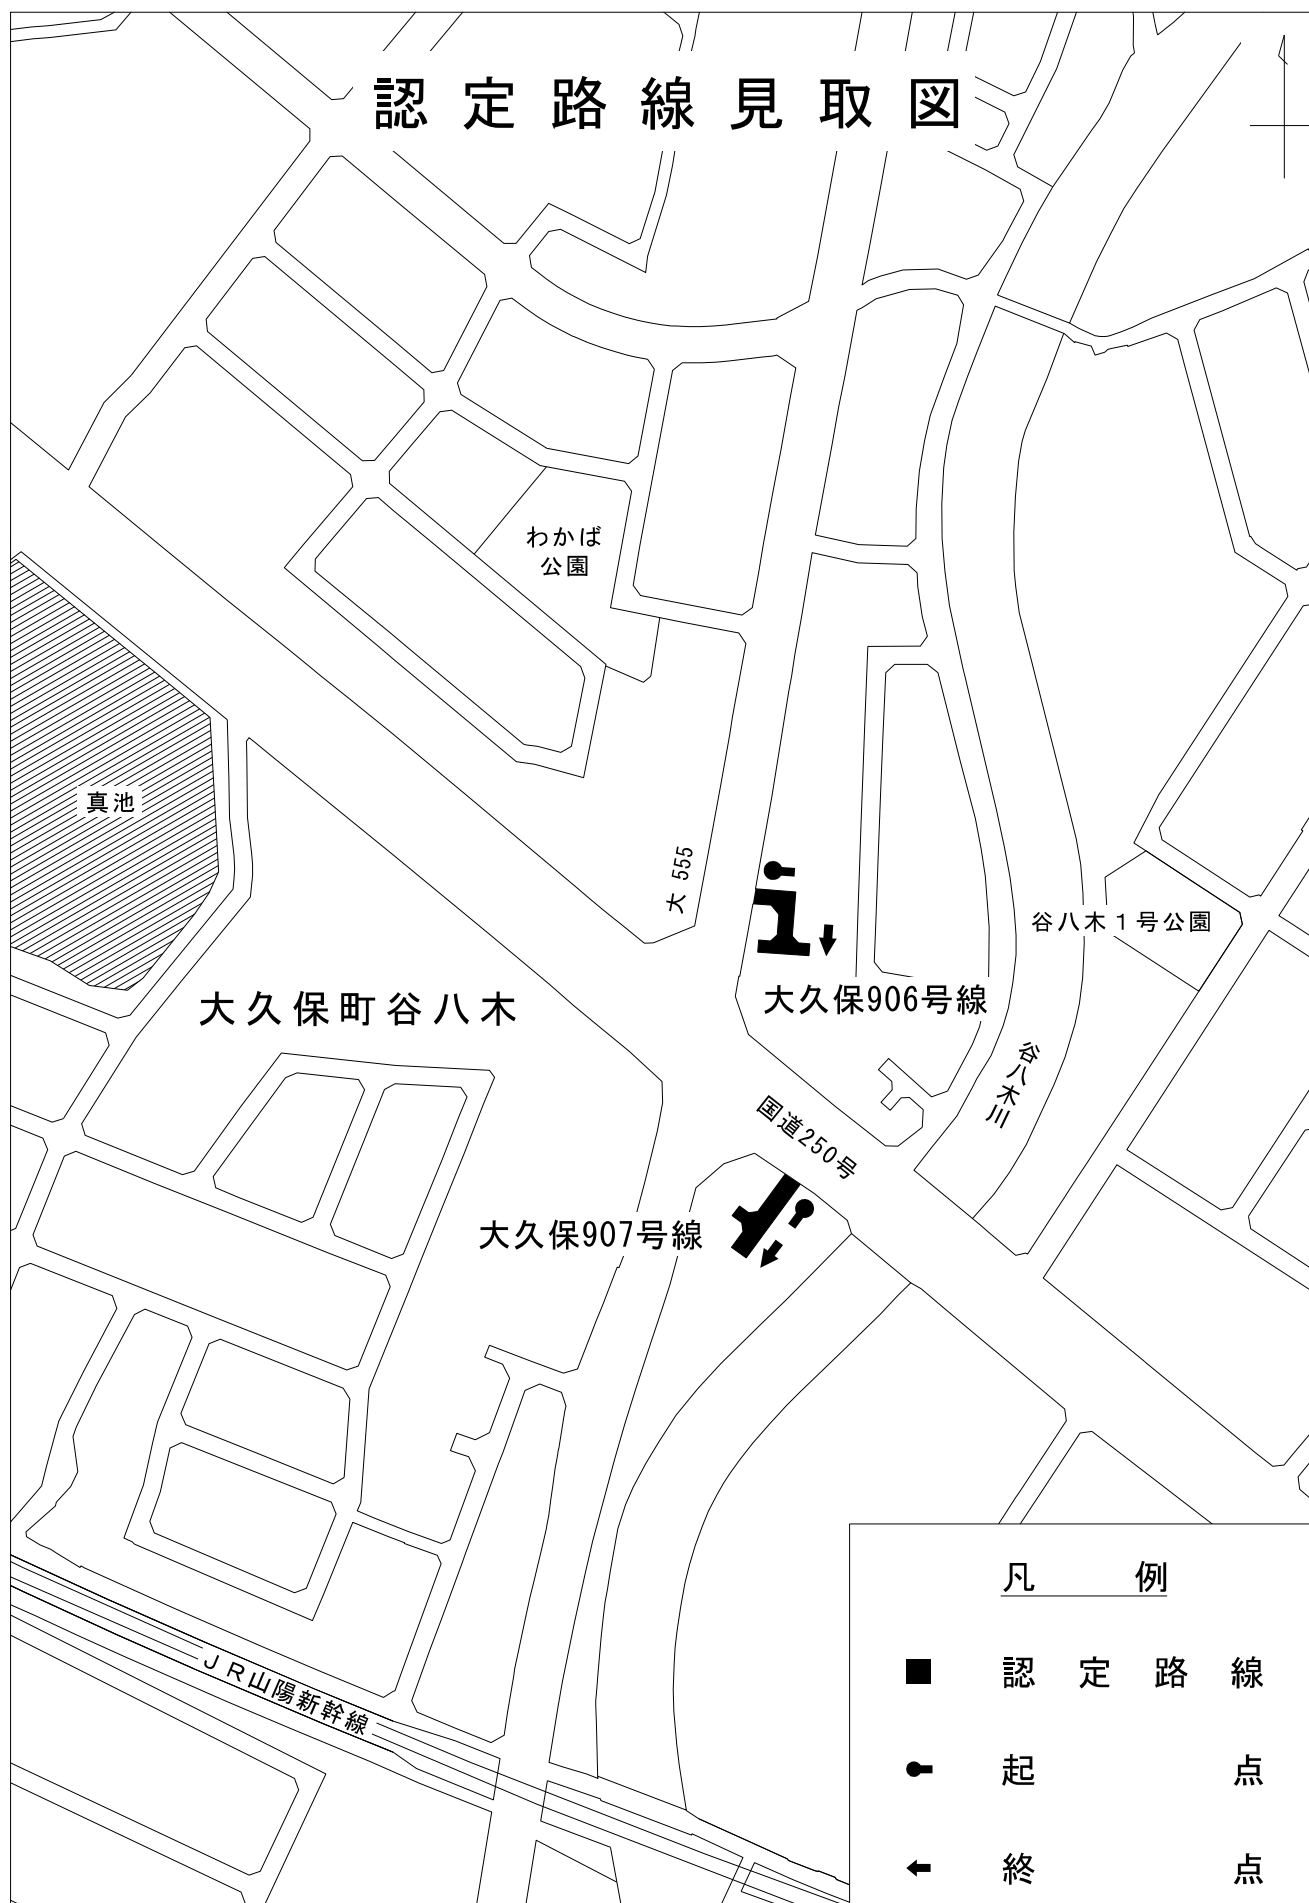 認定路線見取図
わかば
公園
真池
大 555
谷八木１号公園
大久保906号線
大久保町谷八木
谷八木川
国道250号
大久保907号線
ＪＲ山陽新幹線
凡例
認定路線
起点
終点